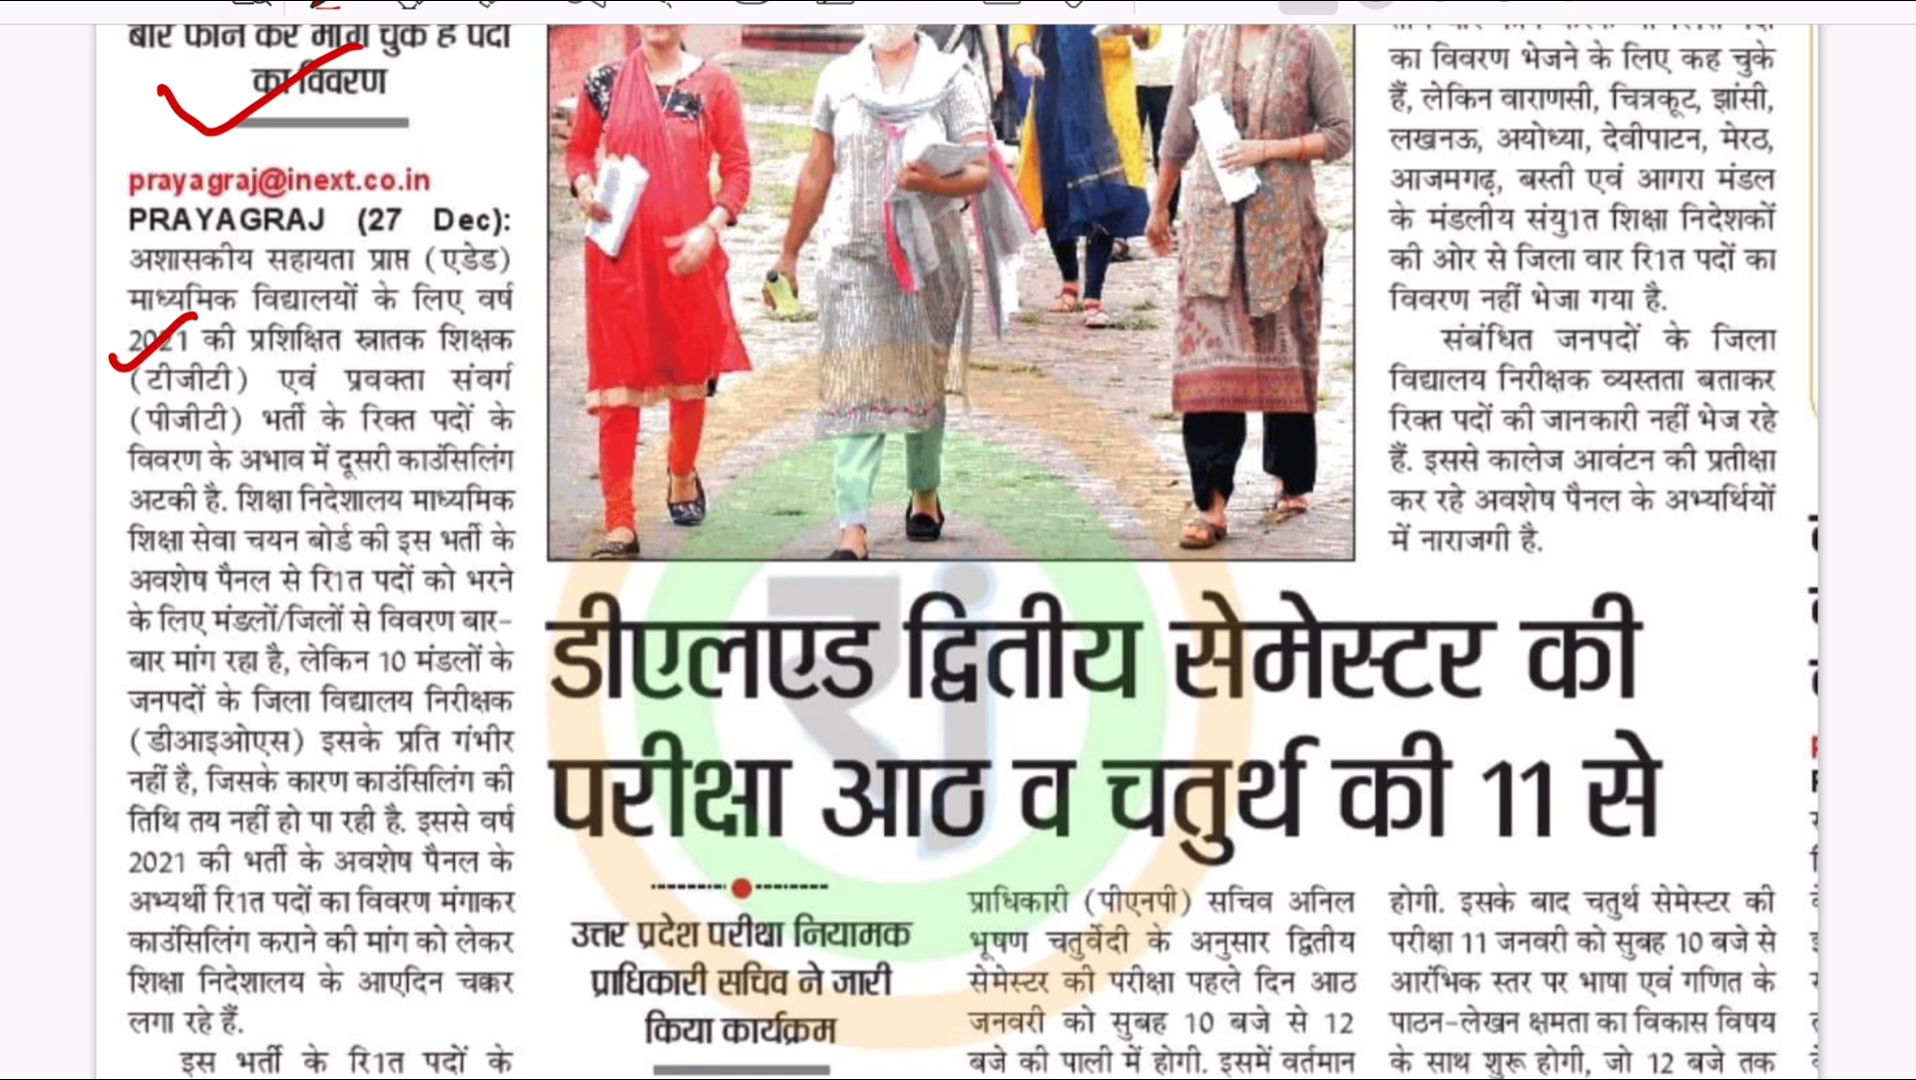 बार फोन कर मांग चुके हैं पदों
का विवरण
prayagraj@inext.co.in
PRAYAGRAJ (27 Dec):
अशासकीय सहायता प्राप्त (एडेड)
माध्यमिक विद्यालयों के लिए वर्ष
2021 की प्रशिक्षित स्नातक शिक्षक
(टीजीटी) एवं प्रवक्ता संवर्ग
(पीजीटी) भर्ती के रिक्त पदों के
विवरण के अभाव में दूसरी काउंसिलिंग
अटकी है. शिक्षा निदेशालय माध्यमिक
शिक्षा सेवा चयन बोर्ड की इस भर्ती के
अवशेष पैनल से रि1त पदों को भरने
के लिए मंडलों/जिलों से विवरण बार-
बार मांग रहा है, लेकिन 10 मंडलों के
जनपदों के जिला विद्यालय निरीक्षक
(डीआइओएस) इसके प्रति गंभीर
नहीं है, जिसके कारण काउंसिलिंग की
तिथि तय नहीं हो पा रही है. इससे वर्ष
2021 की भर्ती के अवशेष पैनल के
अभ्यर्थी रि1त पदों का विवरण मंगाकर
काउंसिलिंग कराने की मांग को लेकर
शिक्षा निदेशालय के आएदिन चक्कर
लगा रहे हैं.
इस भर्ती के रि1त पदों के
का विवरण भेजने के लिए कह चुके
हैं, लेकिन वाराणसी, चित्रकूट, झांसी,
लखनऊ, अयोध्या, देवीपाटन, मेरठ,
आजमगढ़, बस्ती एवं आगरा मंडल
के मंडलीय संयु1त शिक्षा निदेशकों
की ओर से जिला वार रि1त पदों का
विवरण नहीं भेजा गया है.
संबंधित जनपदों के जिला
विद्यालय निरीक्षक व्यस्तता बताकर
रिक्त पदों की जानकारी नहीं भेज रहे
हैं. इससे कालेज आवंटन की प्रतीक्षा
कर रहे अवशेष पैनल के अभ्यर्थियों
में नाराजगी है.
डीएलएड द्वितीय सेमेस्टर की
परीक्षा आठ व चतुर्थ की 11 से
उत्तर प्रदेश परीक्षा नियामक
प्राधिकारी सचिव ने जारी
किया कार्यक्रम
प्राधिकारी (पीएनपी) सचिव अनिल
भूषण चतुर्वेदी के अनुसार द्वितीय
सेमेस्टर की परीक्षा पहले दिन आठ
जनवरी को सुबह 10 बजे से 12
बजे की पाली में होगी. इसमें वर्तमान
होगी. इसके बाद चतुर्थ सेमेस्टर की
परीक्षा 11 जनवरी को सुबह 10 बजे से
आरंभिक स्तर पर भाषा एवं गणित के
पाठन-लेखन क्षमता का विकास विषय
के साथ शुरू होगी, जो 12 बजे तक